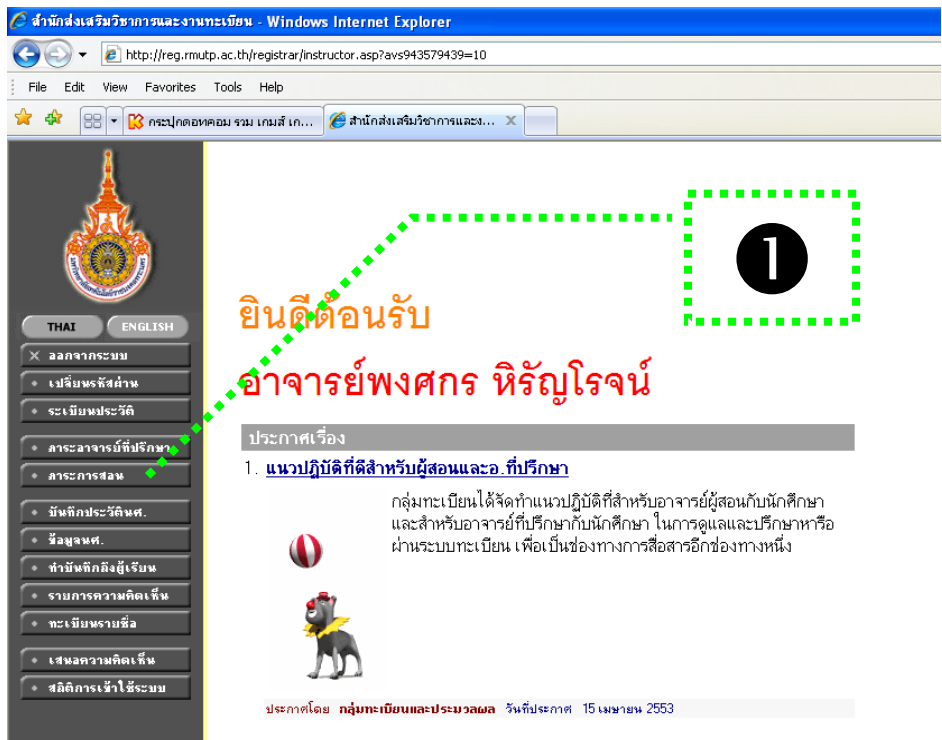 สำนักส่งเสริมวิชาการและงานทะเบียน - Windows Internet Explorer
http://reg.rmutp.ac.th/registrar/instructor.asp?avs943579439=10
File Edit View Favorites Tools Help
กระปุกดอทคอม รวม เกมส์ เก... สำนักส่งเสริมวิชาการและง...
❶
ยินดีต้อนรับ
อาจารย์พงศกร หิรัญโรจน์
THAI ENGLISH
ออกจากระบบ
เปลี่ยนรหัสผ่าน
ระเบียนประวัติ
ภาระอาจารย์ที่ปรึกษา
ภาระการสอน
บันทึกประวัตินศ.
ข้อมูลนศ.
ทำบันทึกถึงผู้เรียน
รายการความคิดเห็น
ทะเบียนรายชื่อ
เสนอความคิดเห็น
สถิติการเข้าใช้ระบบ
ประกาศเรื่อง
1. แนวปฏิบัติที่ดีสำหรับผู้สอนและอ.ที่ปรึกษา
กลุ่มทะเบียนได้จัดทำแนวปฏิบัติที่สำหรับอาจารย์ผู้สอนกับนักศึกษา
และสำหรับอาจารย์ที่ปรึกษากับนักศึกษา ในการดูแลและปรึกษาหารือ
ผ่านระบบทะเบียน เพื่อเป็นช่องทางการสื่อสารอีกช่องทางหนึ่ง
ประกาศโดย กลุ่มทะเบียนและประมวลผล วันที่ประกาศ 15 เมษายน 2553